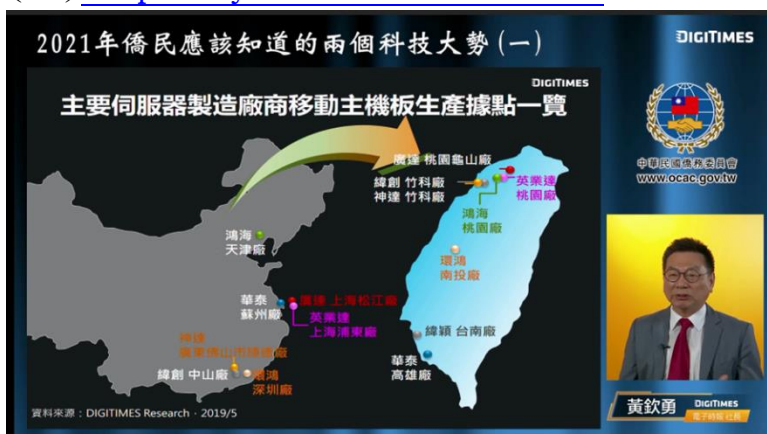 2021年僑民應該知道的兩個科技大勢(一)
DIGITIMES
DIGITIMES
主要伺服器製造廠商移動主機板生產據點一覽
廣達 桃園龜山廠
緯創 竹科廠
神達 竹科廠
英業達
桃園廠
鴻海
桃園廠
鴻海
天津廠
環鴻
南投廠
華泰
蘇州廠
廣達 上海松江廠
英業達
上海浦東廠
緯穎 台南廠
神達
廣東佛山市順德廠
緯創 中山廠
環鴻
深圳廠
華泰
高雄廠
資料來源：DIGITIMES Research，2019/5
中華民國僑務委員會
www.ocac.gov.tw
黃欽勇
DIGITIMES
電子時報 社長